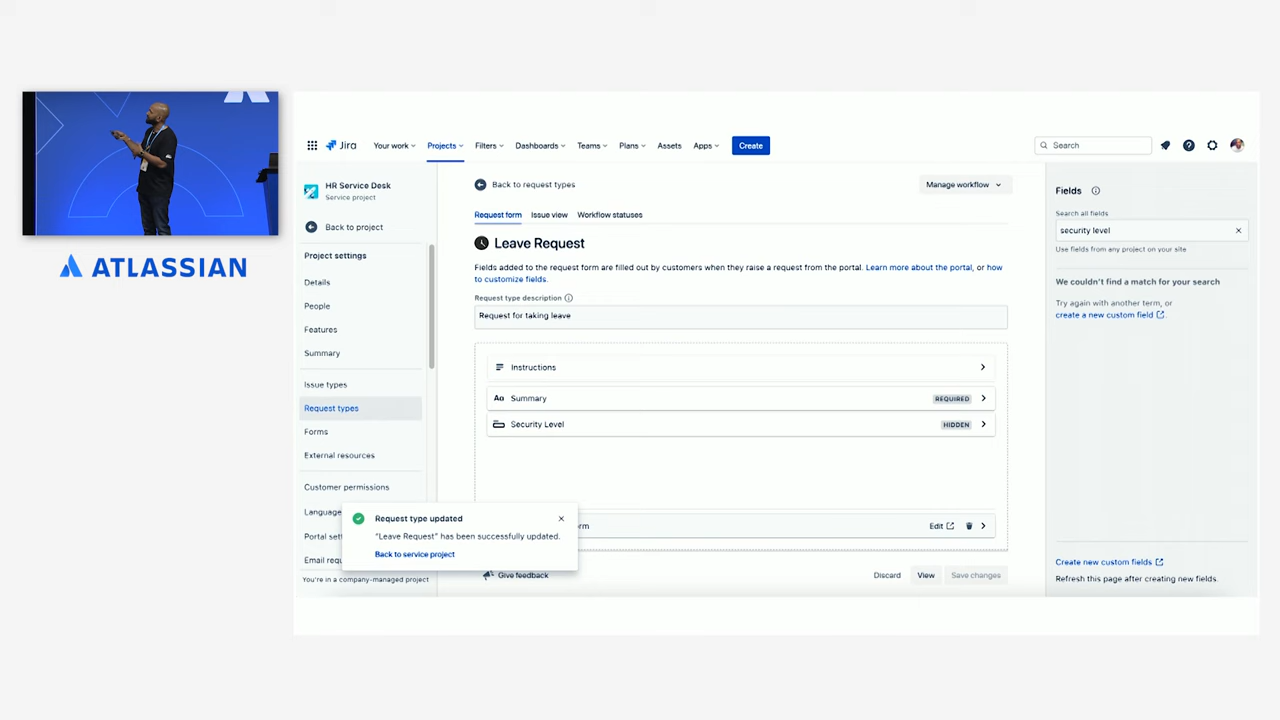 ATLASSIAN
Jira
Your work
Projects
Filters
Dashboards
Teams
Plans
Assets
Apps
Create
Search
HR Service Desk
Service project
Back to project
Project settings
Details
People
Features
Summary
Issue types
Request types
Forms
External resources
Customer permissions
Language
Portal set
Email requ
You're in a company-managed project
Back to request types
Manage workflow
Request form
Issue view
Workflow statuses
Leave Request
Fields added to the request form are filled out by customers when they raise a request from the portal. Learn more about the portal, or how
to customize fields.
Request type description
Request for taking leave
Instructions
Summary
REQUIRED
Security Level
HIDDEN
orm
Edit
Request type updated
"Leave Request" has been successfully updated.
Back to service project
Give feedback
Discard
View
Save changes
Fields
Search all fields
security level
Use fields from any project on your site
We couldn't find a match for your search
Try again with another term, or
create a new custom field.
Create new custom fields
Refresh this page after creating new fields.